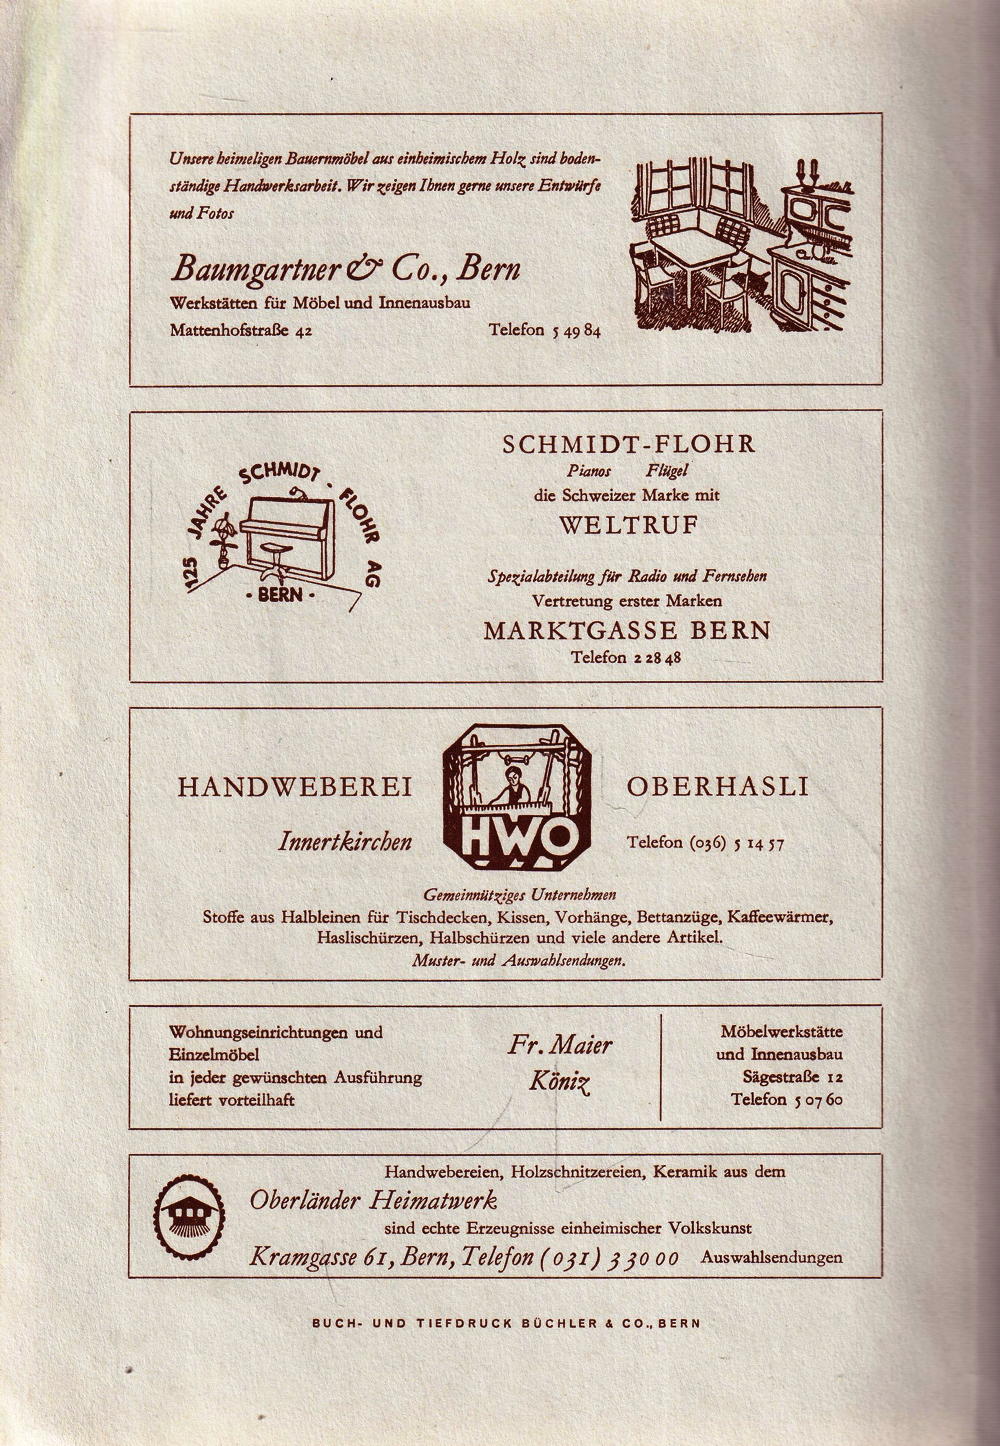 Unsere heimeligen Bauernmöbel aus einheimischem Holz sind boden-
ständige Handwerksarbeit. Wir zeigen Ihnen gerne unsere Entwürfe
und Fotos
Baumgartner & Co., Bern
Werkstätten für Möbel und Innenausbau
Mattenhofstraße 42 Telefon 5 49 84
125 JAHRE SCHMIDT-FLOHR AG
- BERN -
SCHMIDT-FLOHR
Pianos Flügel
die Schweizer Marke mit
WELTRUF
Spezialabteilung für Radio und Fernsehen
Vertretung erster Marken
MARKTGASSE BERN
Telefon 2 28 48
HANDWEBEREI OBERHASLI
HWO
Innertkirchen Telefon (036) 5 14 57
Gemeinnütziges Unternehmen
Stoffe aus Halbleinen für Tischdecken, Kissen, Vorhänge, Bettanzüge, Kaffeewärmer,
Haslischürzen, Halbschürzen und viele andere Artikel.
Muster- und Auswahlsendungen.
Wohnungseinrichtungen und
Einzelmöbel
in jeder gewünschten Ausführung
liefert vorteilhaft
Fr. Maier
Köniz
Möbelwerkstätte
und Innenausbau
Sägestraße 12
Telefon 5 07 60
Handwebereien, Holzschnitzereien, Keramik aus dem
Oberländer Heimatwerk
sind echte Erzeugnisse einheimischer Volkskunst
Kramgasse 61, Bern, Telefon (031) 3 30 00 Auswahlsendungen
BUCH- UND TIEFDRUCK BÜCHLER & CO., BERN